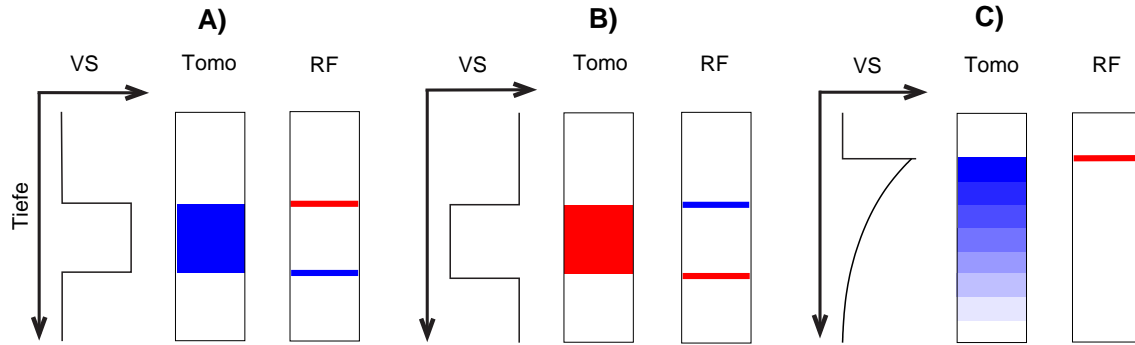 A)
VS Tomo RF
Tiefe
B)
VS Tomo RF
C)
VS Tomo RF